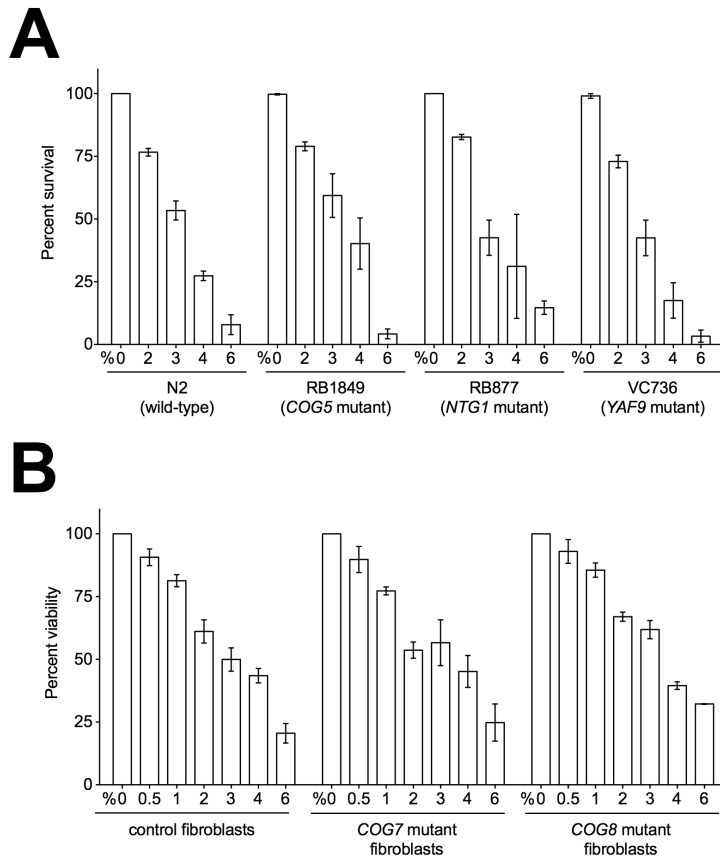 A
Percent survival
100
75
50
25
0
%0 2 3 4 6 %0 2 3 4 6 %0 2 3 4 6 %0 2 3 4 6
N2 RB1849 RB877 VC736
(wild-type) (COG5 mutant) (NTG1 mutant) (YAF9 mutant)
B
Percent viability
100
75
50
25
0
%0 0.5 1 2 3 4 6 %0 0.5 1 2 3 4 6 %0 0.5 1 2 3 4 6
control fibroblasts COG7 mutant COG8 mutant
fibroblasts fibroblasts